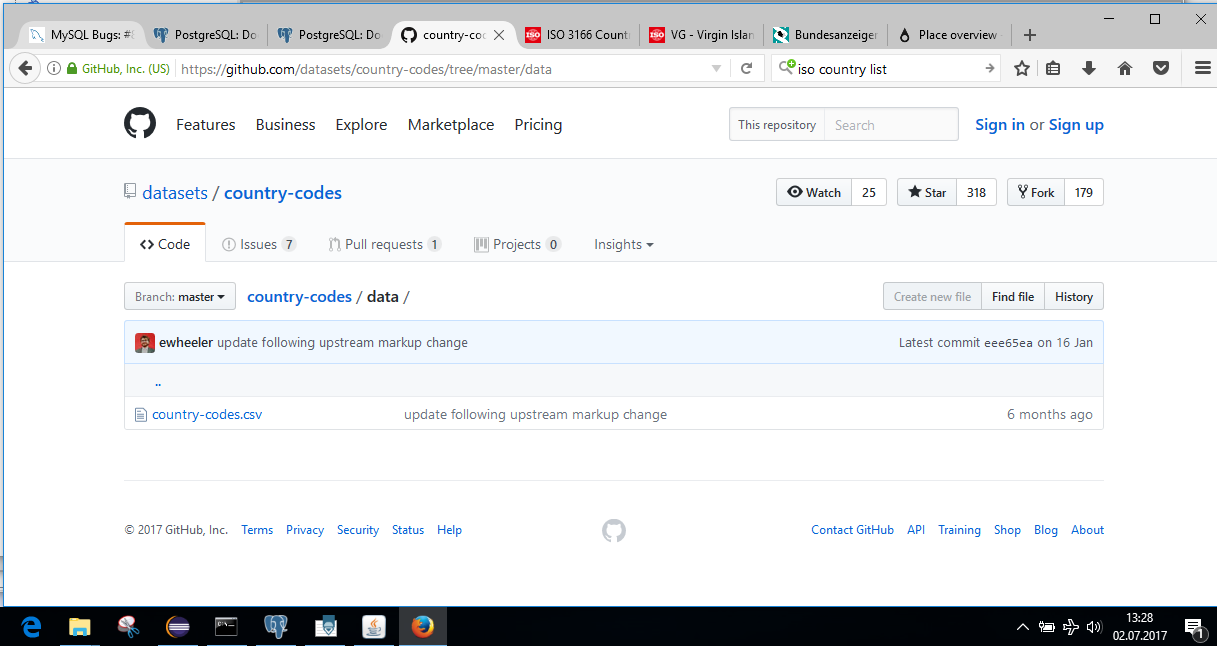 MySQL Bugs: #5 PostgreSQL: Do PostgreSQL: Do country-coc ISO 3166 Count VG - Virgin Islan Bundesanzeiger Place overview
GitHub, Inc. (US) https://github.com/datasets/country-codes/tree/master/data iso country list
Features Business Explore Marketplace Pricing This repository Search Sign in or Sign up
datasets / country-codes Watch 25 Star 318 Fork 179
Code Issues 7 Pull requests 1 Projects 0 Insights
Branch: master country-codes / data / Create new file Find file History
ewheeler update following upstream markup change Latest commit eee65ea on 16 Jan
..
country-codes.csv update following upstream markup change 6 months ago
© 2017 GitHub, Inc. Terms Privacy Security Status Help Contact GitHub API Training Shop Blog About
13:28
02.07.2017 1